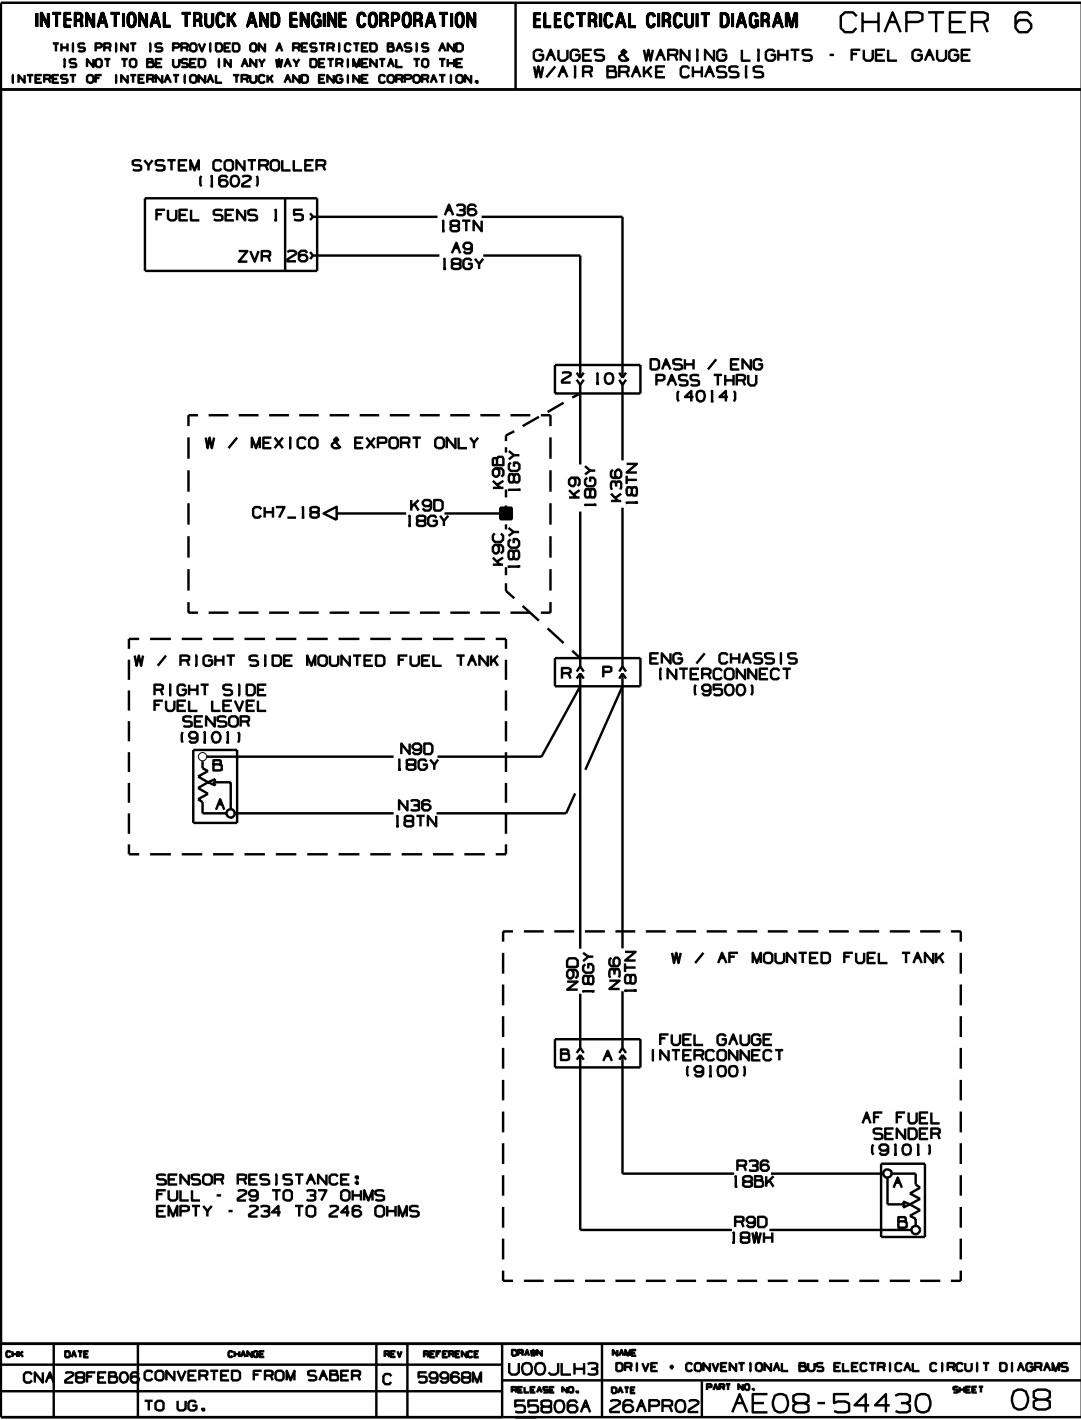 INTERNATIONAL TRUCK AND ENGINE CORPORATION
THIS PRINT IS PROVIDED ON A RESTRICTED BASIS AND
IS NOT TO BE USED IN ANY WAY DETRIMENTAL TO THE
INTEREST OF INTERNATIONAL TRUCK AND ENGINE CORPORATION.
ELECTRICAL CIRCUIT DIAGRAM CHAPTER 6
GAUGES & WARNING LIGHTS - FUEL GAUGE
W/AIR BRAKE CHASSIS
SYSTEM CONTROLLER
(1602)
FUEL SENS 1 5
ZVR 26
A36
18TN
A9
18GY
2 10
DASH / ENG
PASS THRU
(4014)
W / MEXICO & EXPORT ONLY
K9B
18GY
K9
18GY
K36
18TN
CH7_18
K9D
18GY
K9C
18GY
W / RIGHT SIDE MOUNTED FUEL TANK
R P
ENG / CHASSIS
INTERCONNECT
(9500)
RIGHT SIDE
FUEL LEVEL
SENSOR
(9101)
B
A
N9D
18GY
N36
18TN
W / AF MOUNTED FUEL TANK
N9D
18GY
N36
18TN
B A
FUEL GAUGE
INTERCONNECT
(9100)
AF FUEL
SENDER
(9101)
A
B
R36
18BK
R9D
18WH
SENSOR RESISTANCE:
FULL - 29 TO 37 OHMS
EMPTY - 234 TO 246 OHMS
CHK DATE CHANGE REV REFERENCE
CNA 28FEB06 CONVERTED FROM SABER C 59968M
TO UG.
DRAWN
U00JLH3
NAME
DRIVE + CONVENTIONAL BUS ELECTRICAL CIRCUIT DIAGRAMS
RELEASE NO.
55806A
DATE
26APR02
PART NO.
AE08-54430
SHEET
08